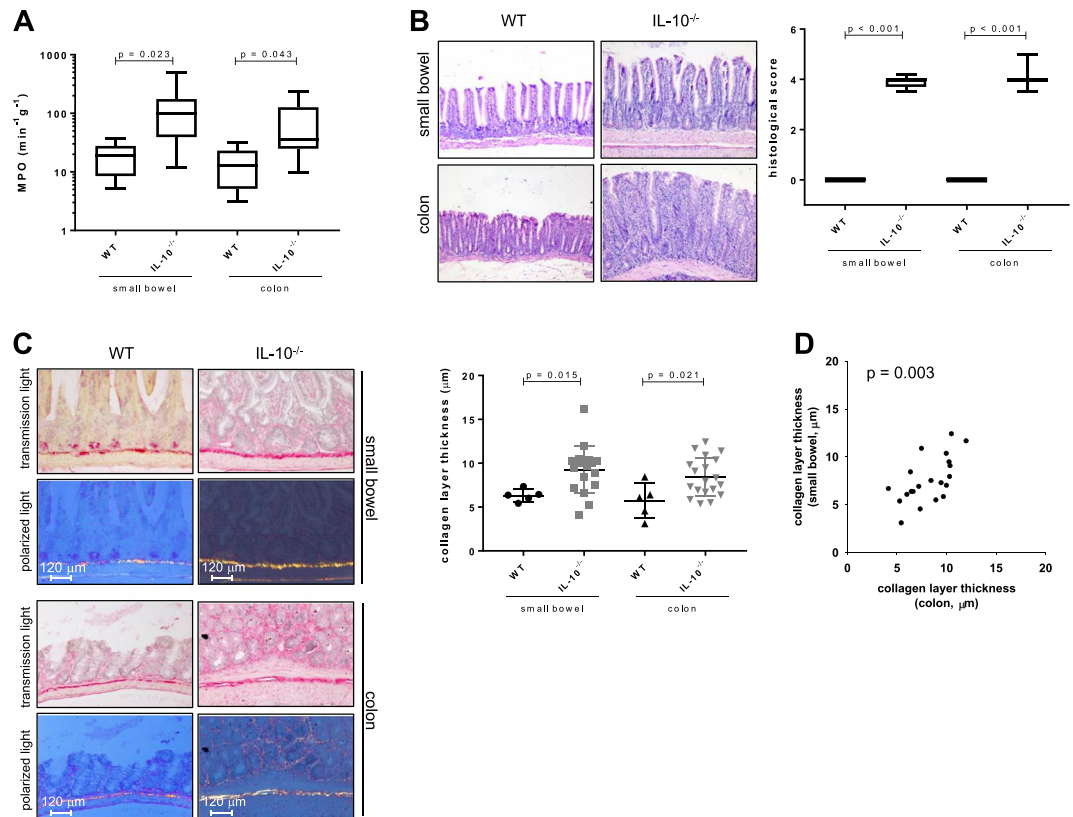 A
MPO (min⁻¹g⁻¹)
1000
100
10
1
p = 0.023
p = 0.043
WT
IL-10⁻/⁻
WT
IL-10⁻/⁻
small bowel
colon
B
WT
IL-10⁻/⁻
small bowel
colon
histological score
6
4
2
0
p < 0.001
p < 0.001
WT
IL-10⁻/⁻
WT
IL-10⁻/⁻
small bowel
colon
C
WT
IL-10⁻/⁻
transmission light
polarized light
120 µm
120 µm
small bowel
transmission light
polarized light
120 µm
120 µm
colon
collagen layer thickness (µm)
20
15
10
5
0
p = 0.015
p = 0.021
WT
IL-10⁻/⁻
WT
IL-10⁻/⁻
small bowel
colon
D
p = 0.003
collagen layer thickness
(small bowel, µm)
20
15
10
5
0
0
5
10
15
20
collagen layer thickness
(colon, µm)